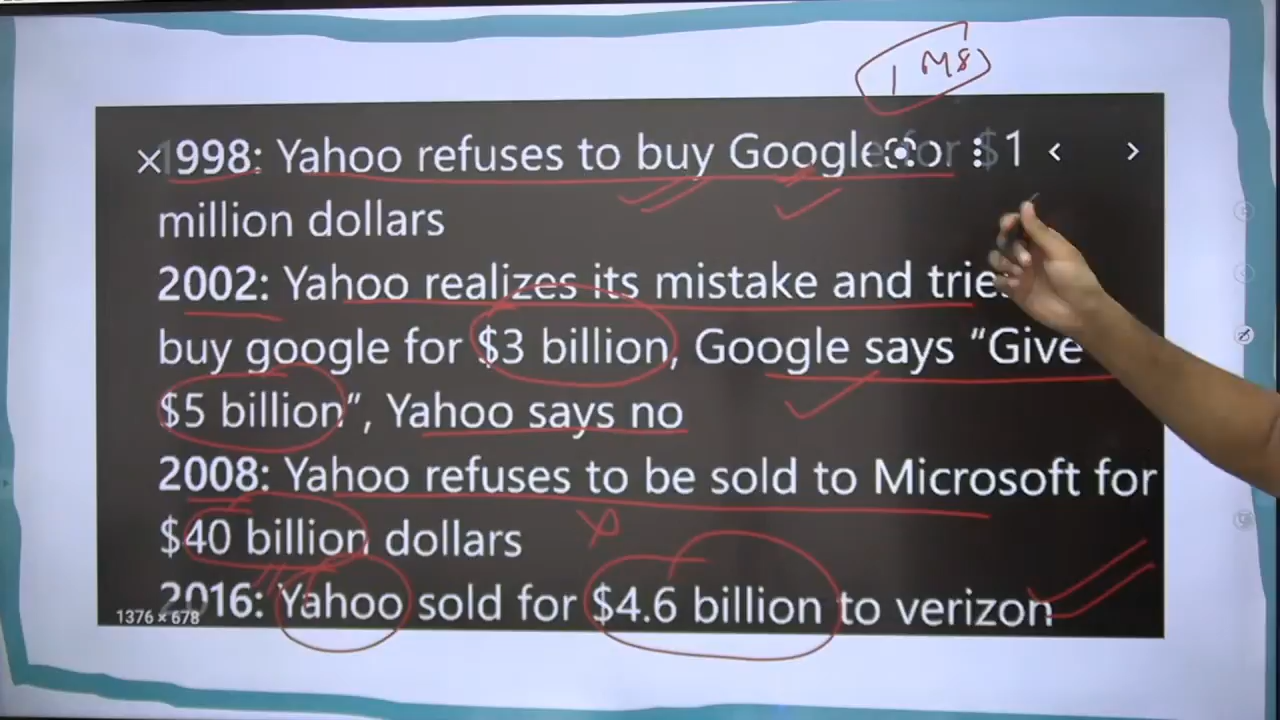 1 M$
1998: Yahoo refuses to buy Google for $1
million dollars
2002: Yahoo realizes its mistake and tries
buy google for $3 billion, Google says “Give
$5 billion”, Yahoo says no
2008: Yahoo refuses to be sold to Microsoft for
$40 billion dollars
2016: Yahoo sold for $4.6 billion to verizon
1376 × 678